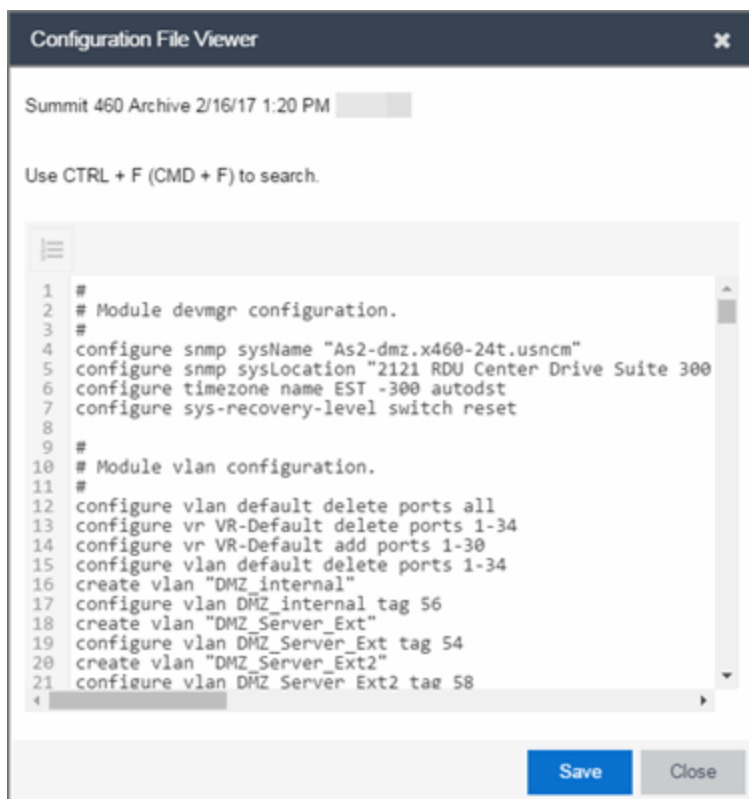 Configuration File Viewer
Summit 460 Archive 2/16/17 1:20 PM
Use CTRL + F (CMD + F) to search.
1 #
2 # Module devmgr configuration.
3 #
4 configure snmp sysName "As2-dmz.x460-24t.usncm"
5 configure snmp sysLocation "2121 RDU Center Drive Suite 300
6 configure timezone name EST -300 autodst
7 configure sys-recovery-level switch reset
8
9 #
10 # Module vlan configuration.
11 #
12 configure vlan default delete ports all
13 configure vr VR-Default delete ports 1-34
14 configure vr VR-Default add ports 1-30
15 configure vlan default delete ports 1-34
16 create vlan "DMZ_internal"
17 configure vlan DMZ_internal tag 56
18 create vlan "DMZ_Server_Ext"
19 configure vlan DMZ_Server_Ext tag 54
20 create vlan "DMZ_Server_Ext2"
21 configure vlan DMZ_Server_Ext2 tag 58
Save Close